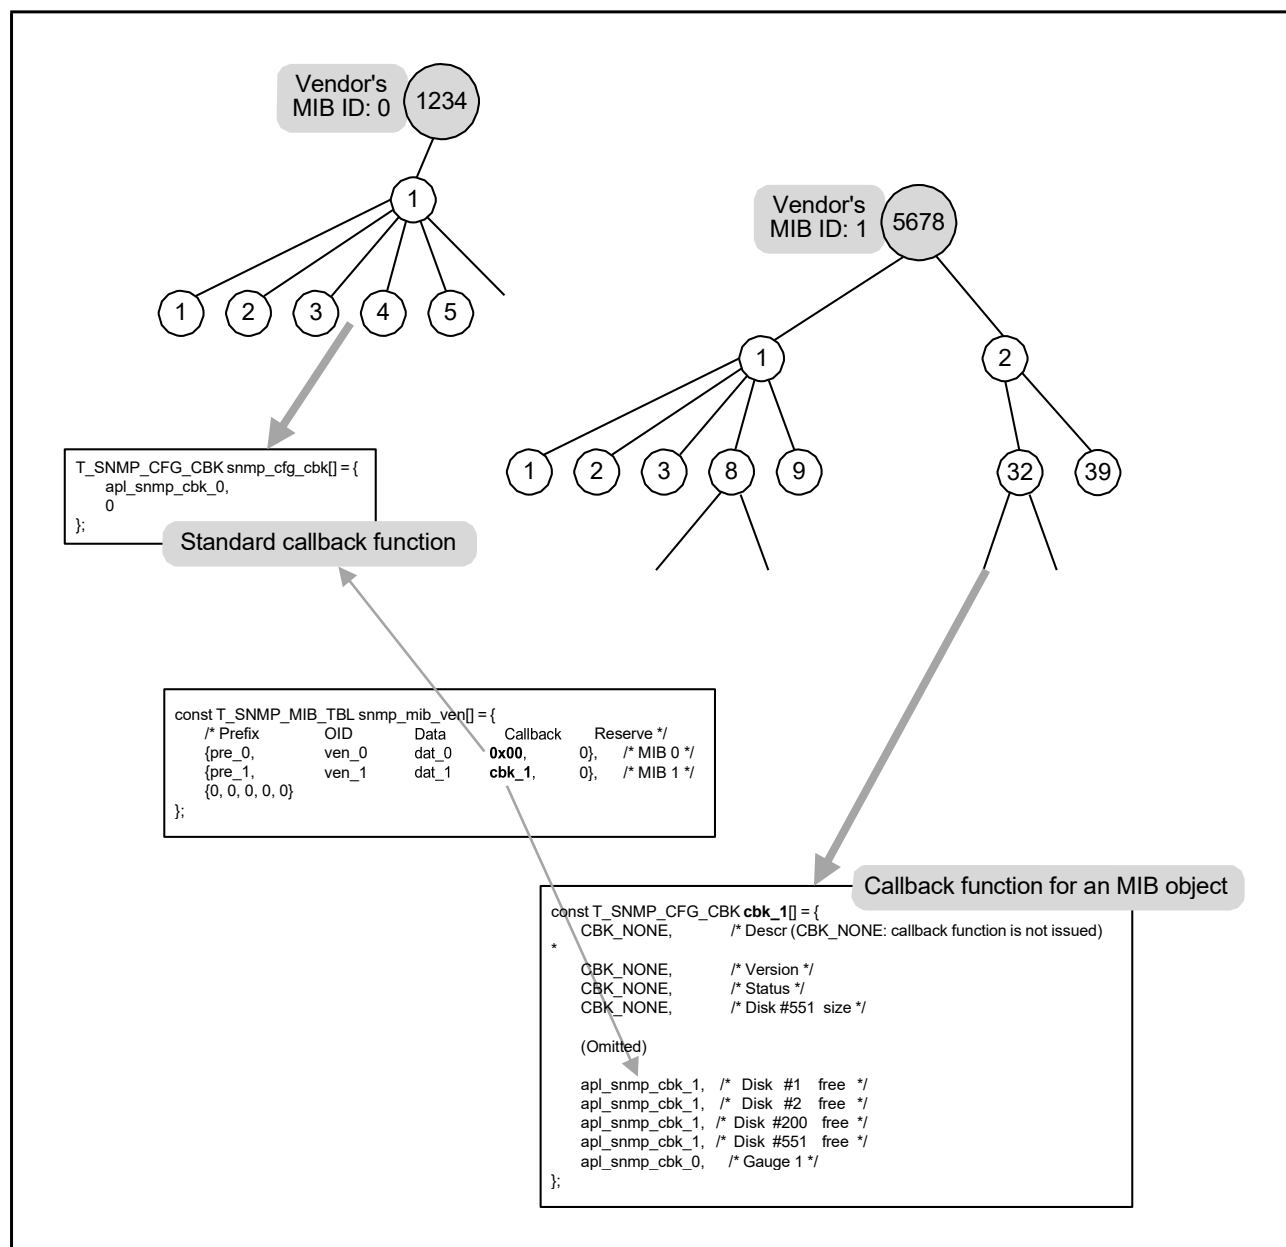 Vendor's
MIB ID: 0
1234
1
1 2 3 4 5
Vendor's
MIB ID: 1
5678
1 2
1 2 3 8 9 32 39
T_SNMP_CFG_CBK snmp_cfg_cbk[] = {
apl_snmp_cbk_0,
0
};
Standard callback function
const T_SNMP_MIB_TBL snmp_mib_ven[] = {
/* Prefix OID Data Callback Reserve */
{pre_0, ven_0 dat_0 0x00, 0}, /* MIB 0 */
{pre_1, ven_1 dat_1 cbk_1, 0}, /* MIB 1 */
{0, 0, 0, 0, 0}
};
Callback function for an MIB object
const T_SNMP_CFG_CBK cbk_1[] = {
CBK_NONE, /* Descr (CBK_NONE: callback function is not issued)
*
CBK_NONE, /* Version */
CBK_NONE, /* Status */
CBK_NONE, /* Disk #551 size */
(Omitted)
apl_snmp_cbk_1, /* Disk #1 free */
apl_snmp_cbk_1, /* Disk #2 free */
apl_snmp_cbk_1, /* Disk #200 free */
apl_snmp_cbk_1, /* Disk #551 free */
apl_snmp_cbk_0, /* Gauge 1 */
};